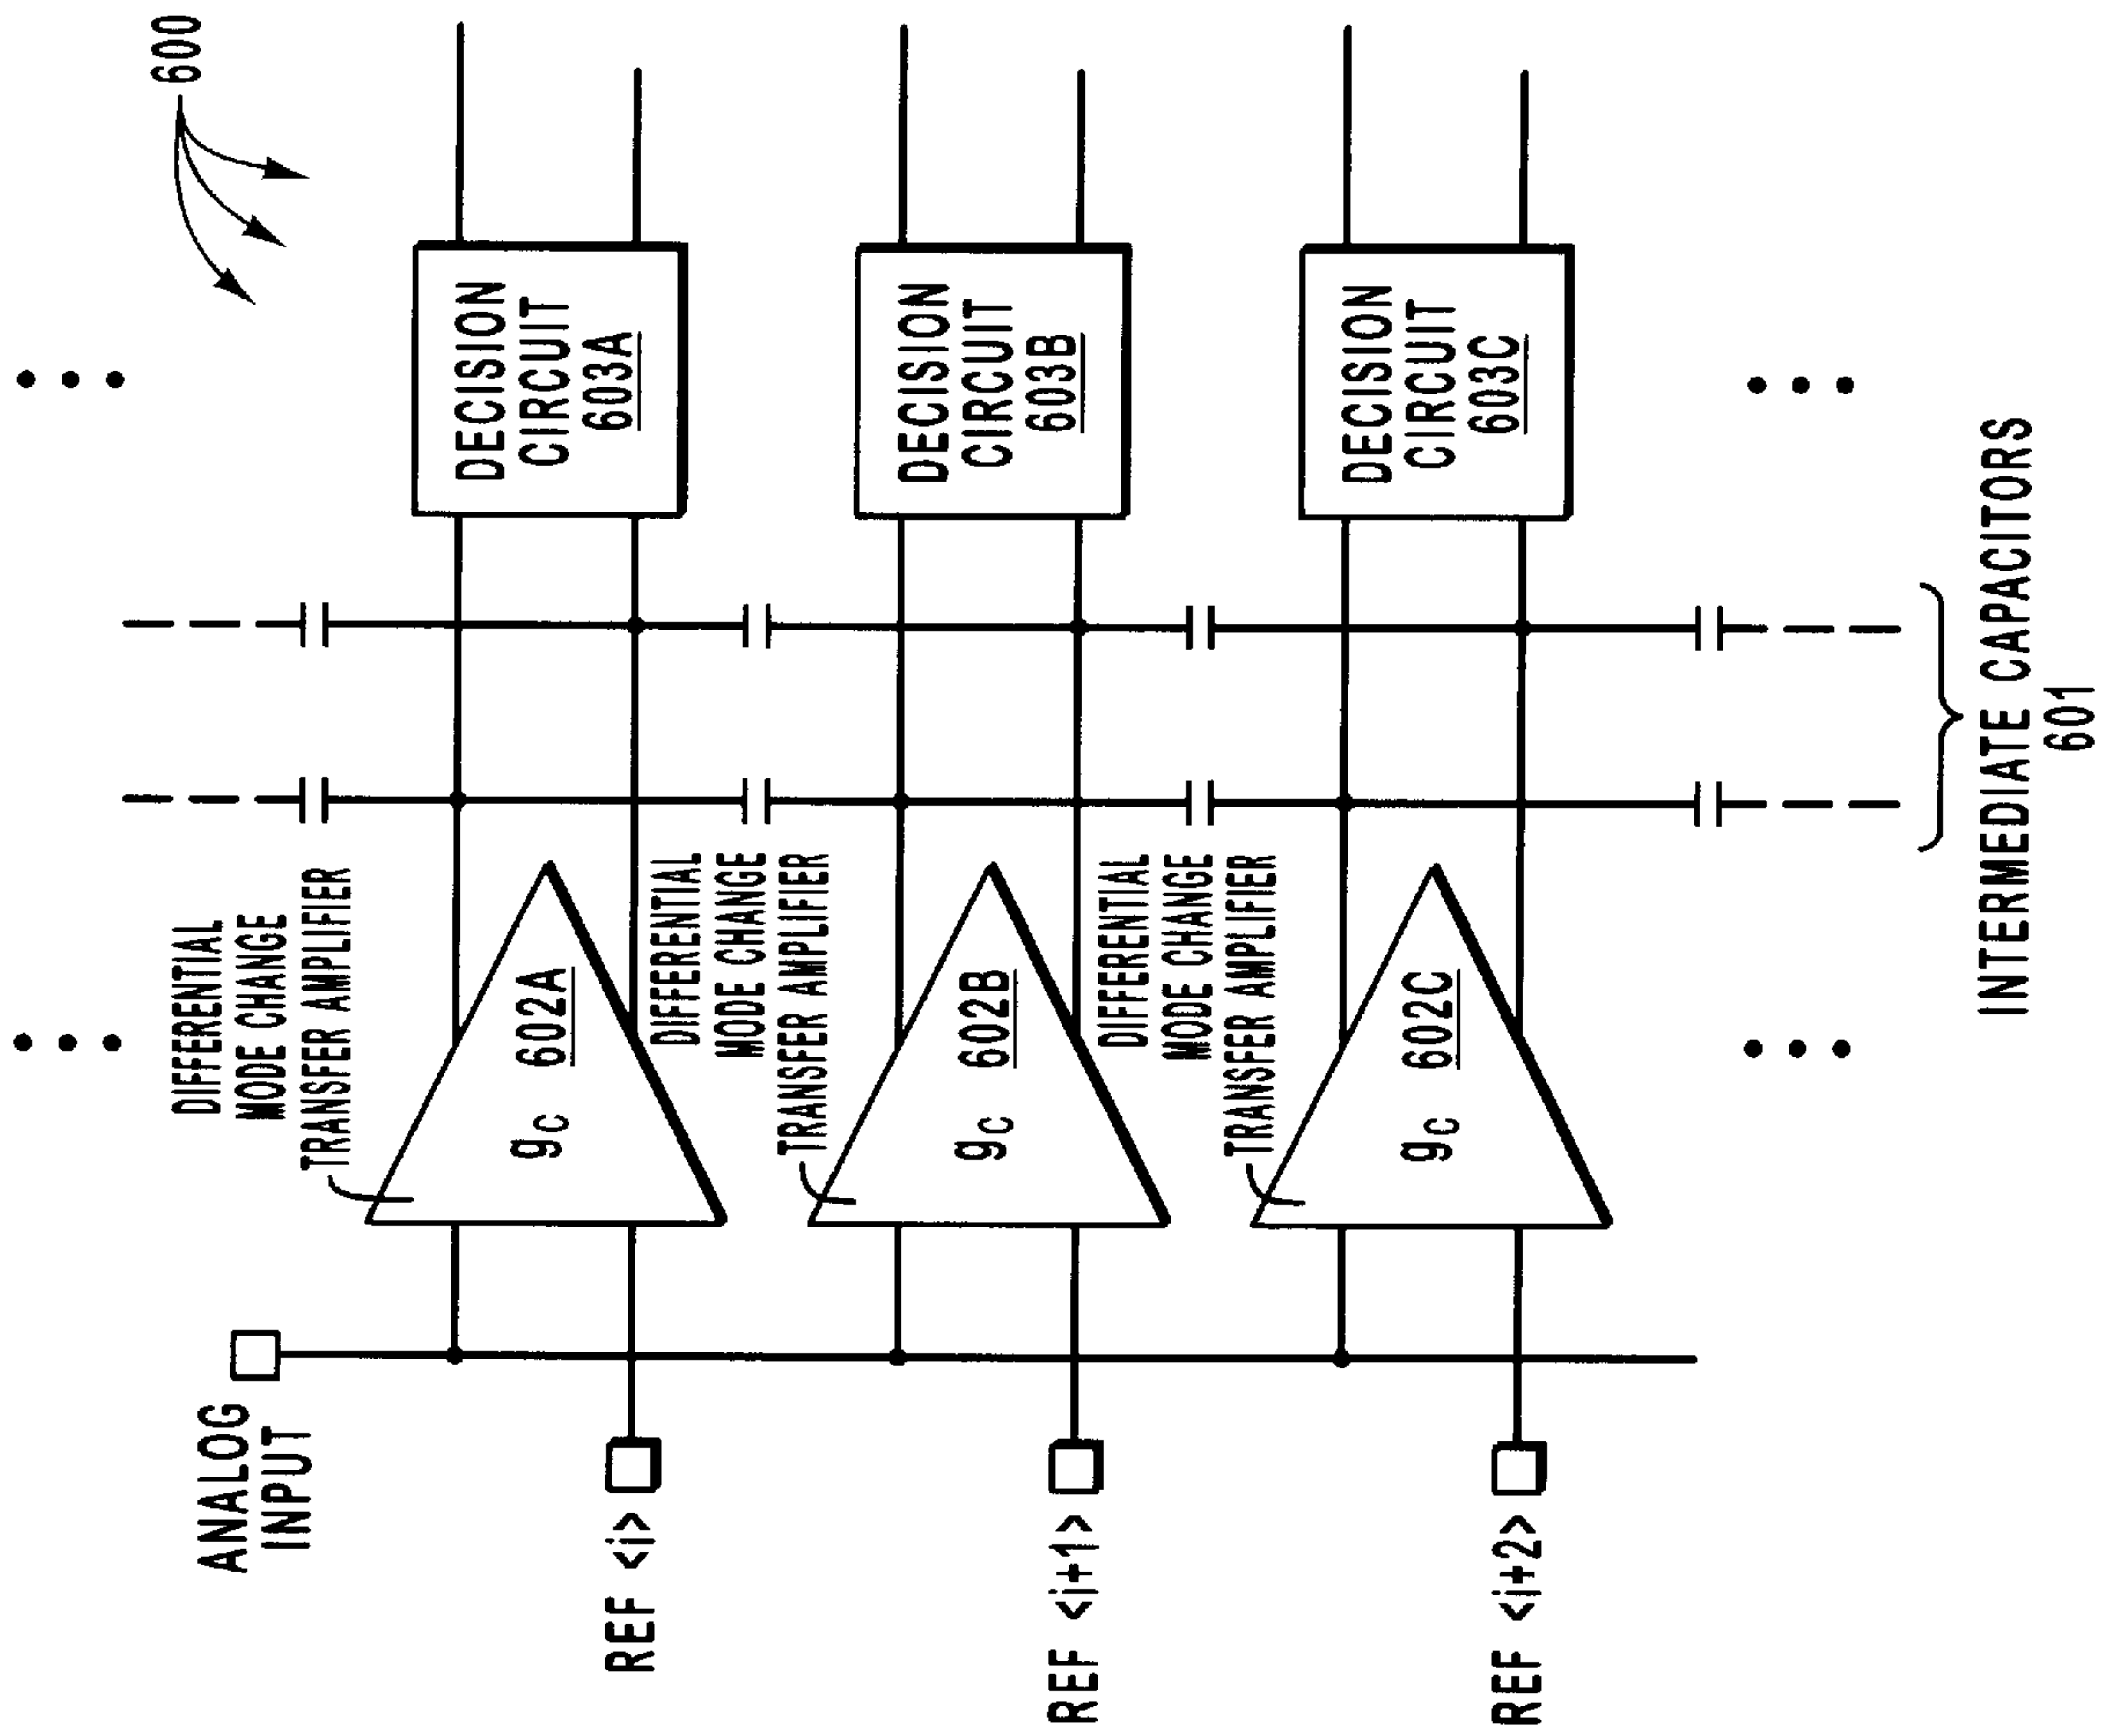 600
ANALOG
INPUT
DIFFERENTIAL
MODE CHANGE
TRANSFER AMPLIFIER
gC 602A
DECISION
CIRCUIT
603A
REF <i>
DIFFERENTIAL
MODE CHANGE
TRANSFER AMPLIFIER
gC 602B
DECISION
CIRCUIT
603B
REF <i+1>
DIFFERENTIAL
MODE CHANGE
TRANSFER AMPLIFIER
gC 602C
DECISION
CIRCUIT
603C
REF <i+2>
INTERMEDIATE CAPACITORS
601